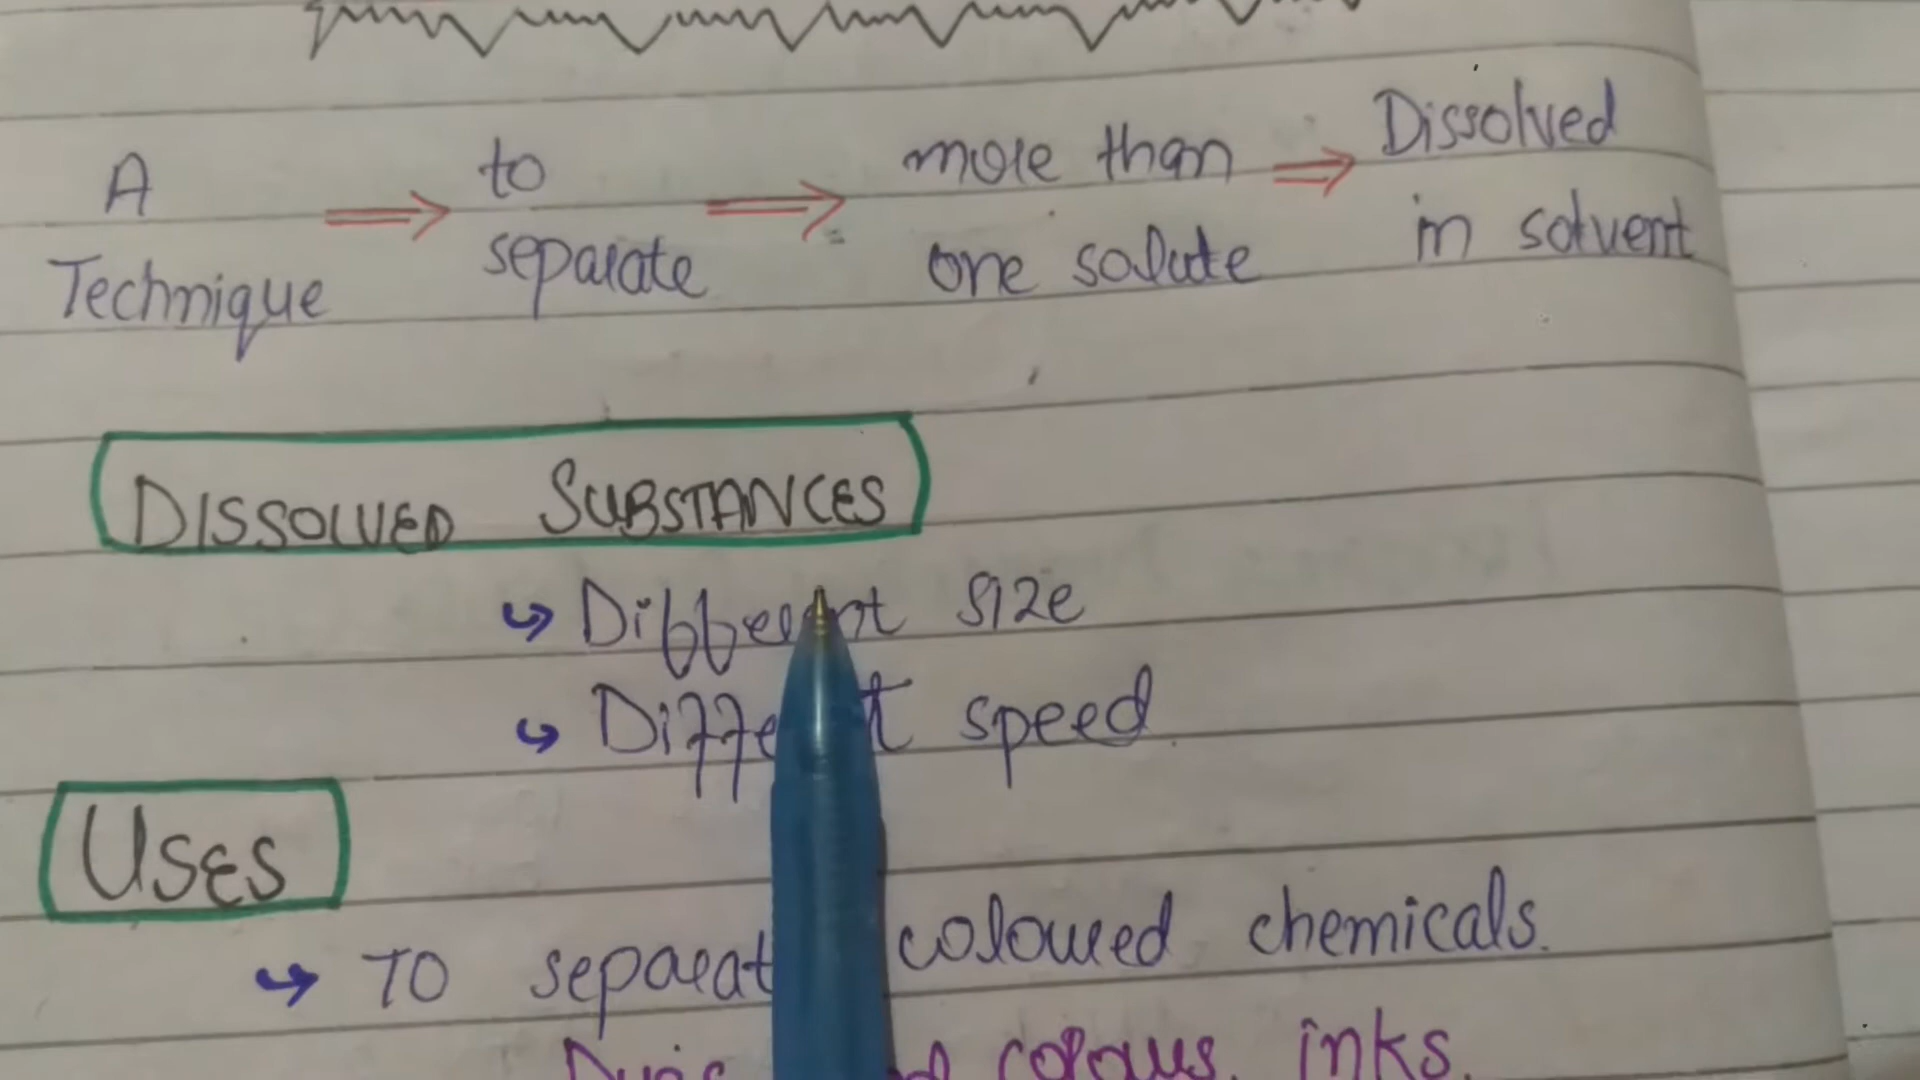 A Technique ⇒ to separate ⇒ more than one solute ⇒ Dissolved in solvent
DISSOLVED SUBSTANCES
↪ Different size
↪ Different speed
USES
↪ TO separat coloured chemicals.
colours, inks.